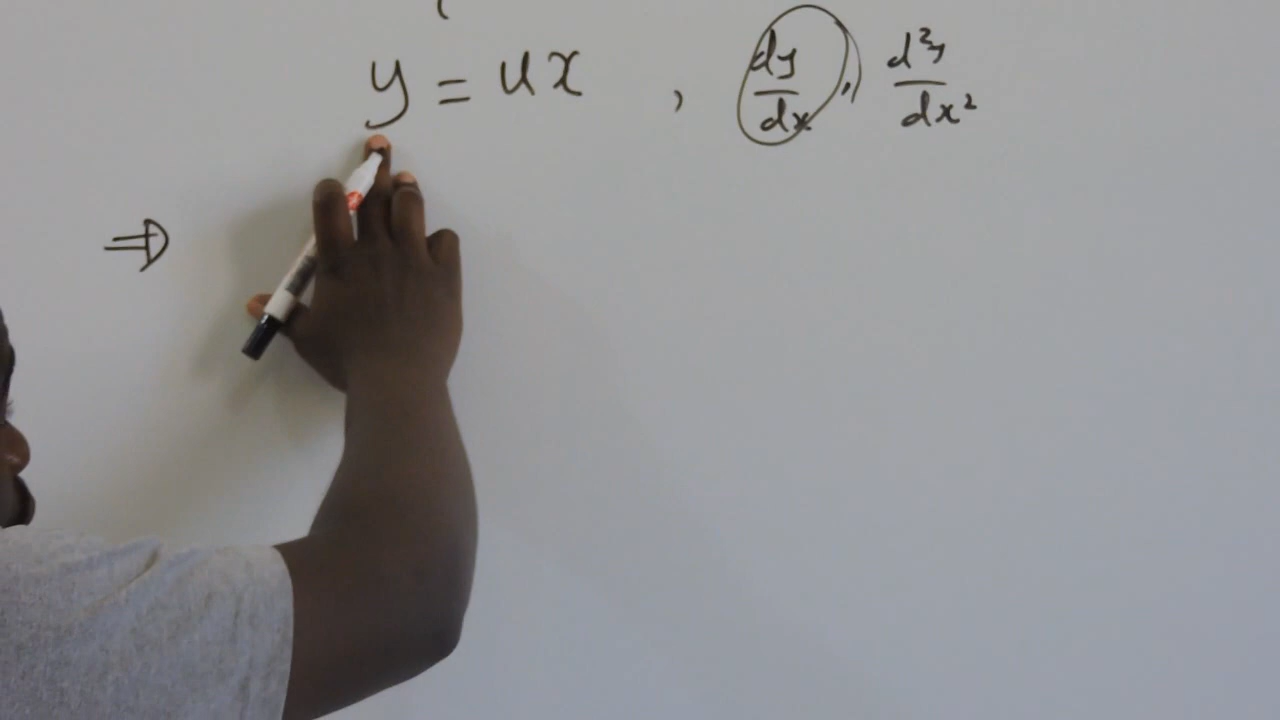 y = ux , dy/dx , d²y/dx²
⇒